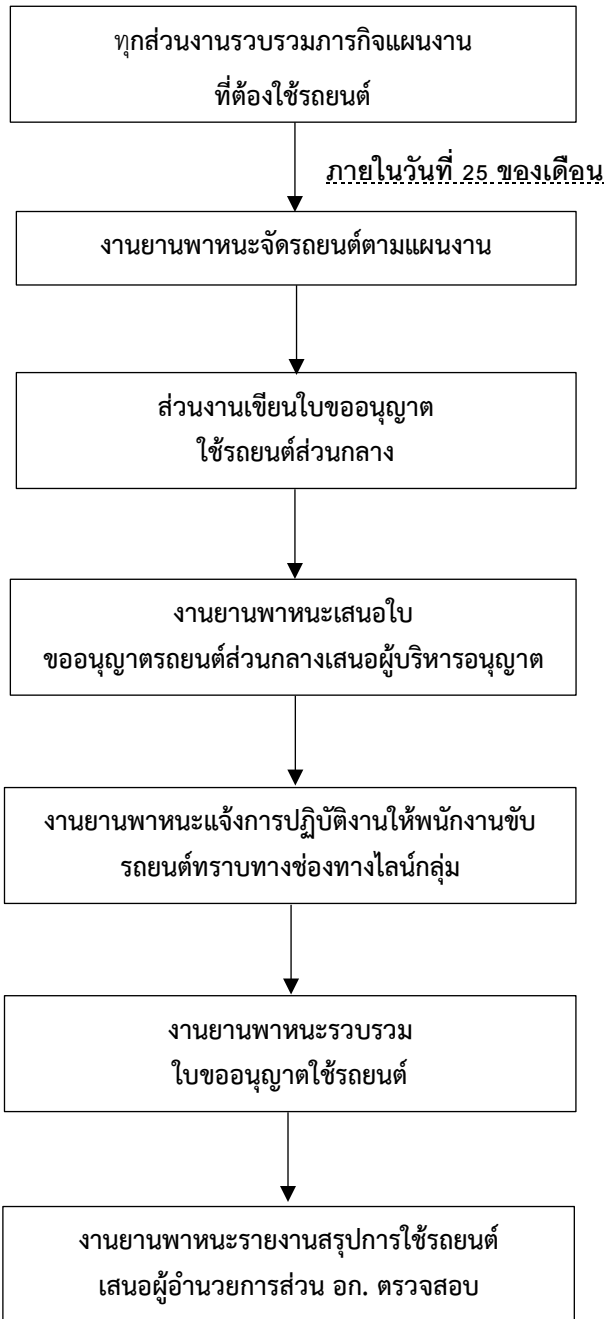 ทุกส่วนงานรวบรวมภารกิจแผนงาน
ที่ต้องใช้รถยนต์
ภายในวันที่ 25 ของเดือน
งานยานพาหนะจัดรถยนต์ตามแผนงาน
ส่วนงานเขียนใบขออนุญาต
ใช้รถยนต์ส่วนกลาง
งานยานพาหนะเสนอใบ
ขออนุญาตรถยนต์ส่วนกลางเสนอผู้บริหารอนุญาต
งานยานพาหนะแจ้งการปฏิบัติงานให้พนักงานขับ
รถยนต์ทราบทางช่องทางไลน์กลุ่ม
งานยานพาหนะรวบรวม
ใบขออนุญาตใช้รถยนต์
งานยานพาหนะรายงานสรุปการใช้รถยนต์
เสนอผู้อำนวยการส่วน อก. ตรวจสอบ